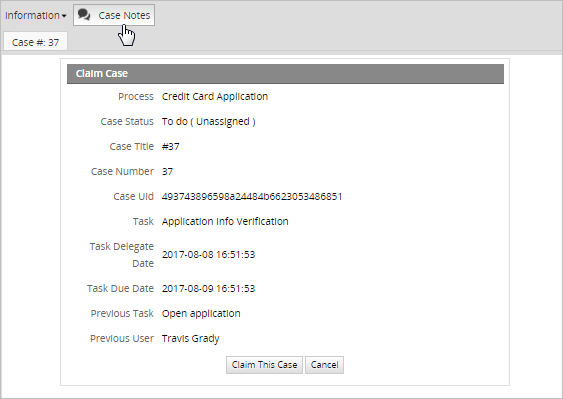 Information Case Notes
Case #: 37
Claim Case
Process Credit Card Application
Case Status To do ( Unassigned )
Case Title #37
Case Number 37
Case Uid 493743896598a24484b6623053486851
Task Application Info Verification
Task Delegate
Date 2017-08-08 16:51:53
Task Due Date 2017-08-09 16:51:53
Previous Task Open application
Previous User Travis Grady
Claim This Case Cancel